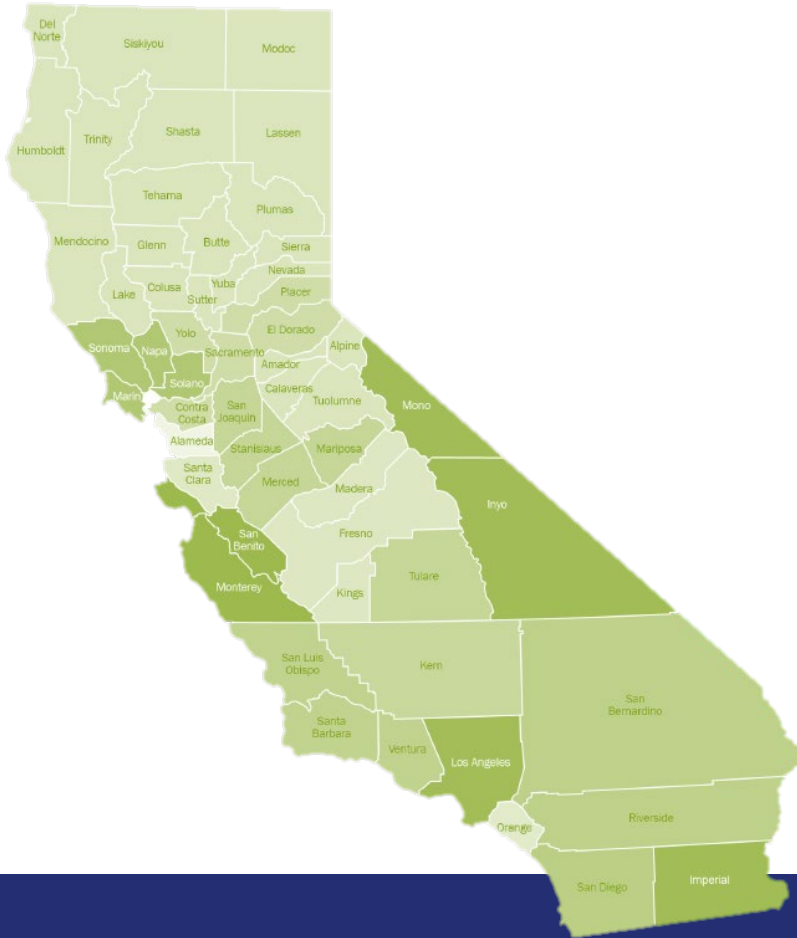 Del
Norte
Siskiyou
Modoc
Humboldt
Trinity
Shasta
Lassen
Tehama
Plumas
Mendocino
Glenn
Butte
Sierra
Nevada
Lake
Colusa
Sutter
Yuba
Placer
Sonoma
Napa
Yolo
El Dorado
Sacramento
Alpine
Marin
Solano
Amador
Calaveras
Tuolumne
Mono
Contra
Costa
San
Joaquin
Alameda
Stanislaus
Mariposa
Santa
Clara
Merced
Madera
Inyo
San
Benito
Fresno
Monterey
Kings
Tulare
San Luis
Obispo
Kern
San
Bernardino
Santa
Barbara
Ventura
Los Angeles
Orange
Riverside
San Diego
Imperial